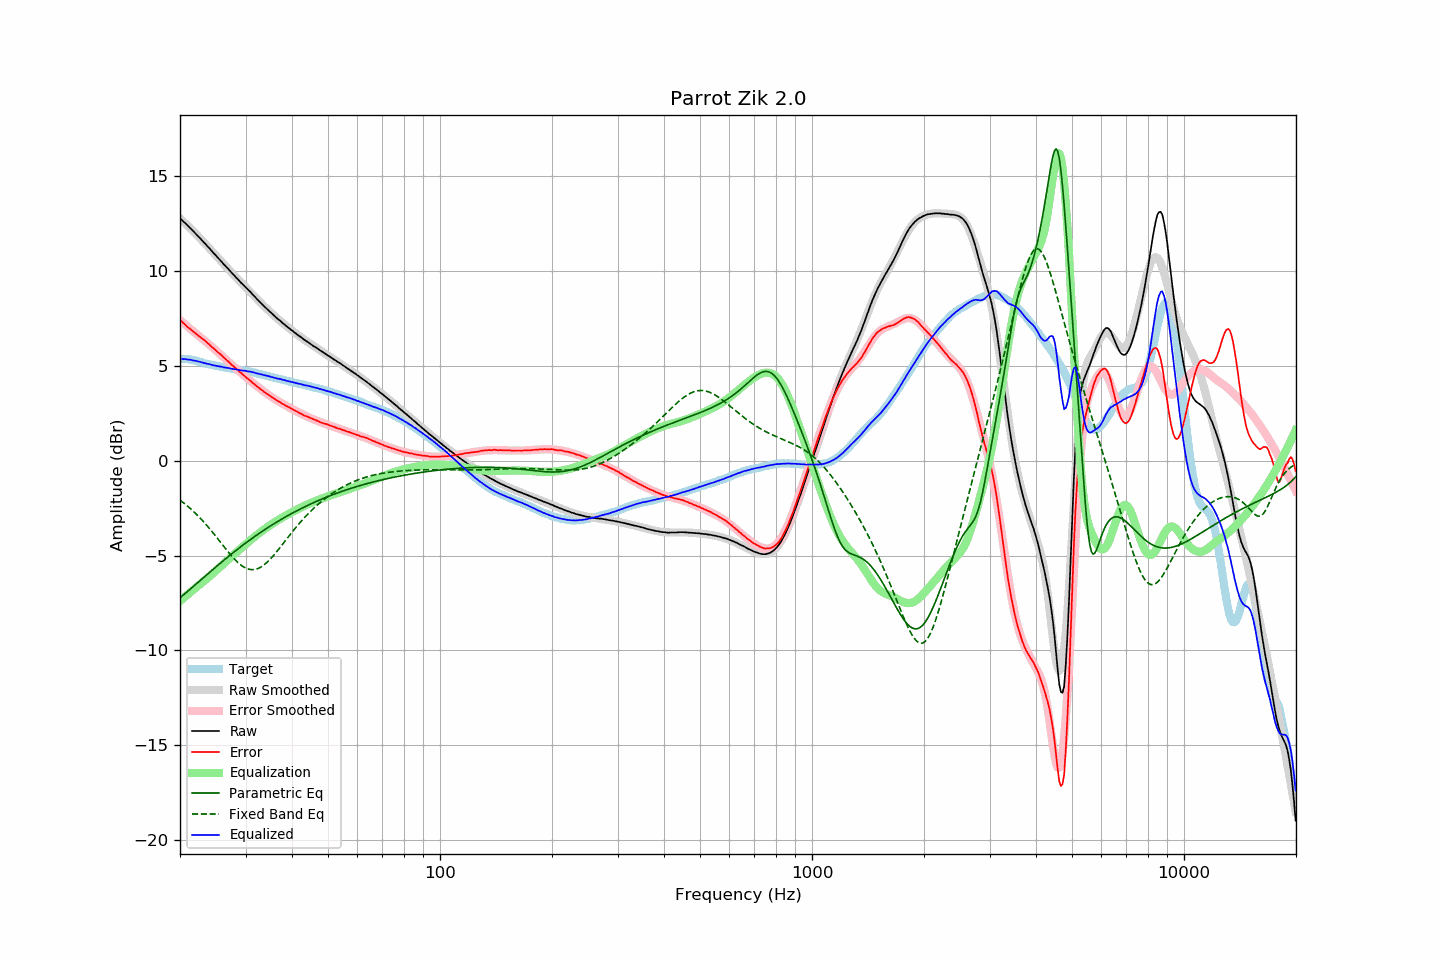 Parrot Zik 2.0
Amplitude (dBr)
15
10
5
0
−5
−10
−15
−20
Target
Raw Smoothed
Error Smoothed
Raw
Error
Equalization
Parametric Eq
Fixed Band Eq
Equalized
100
1000
10000
Frequency (Hz)